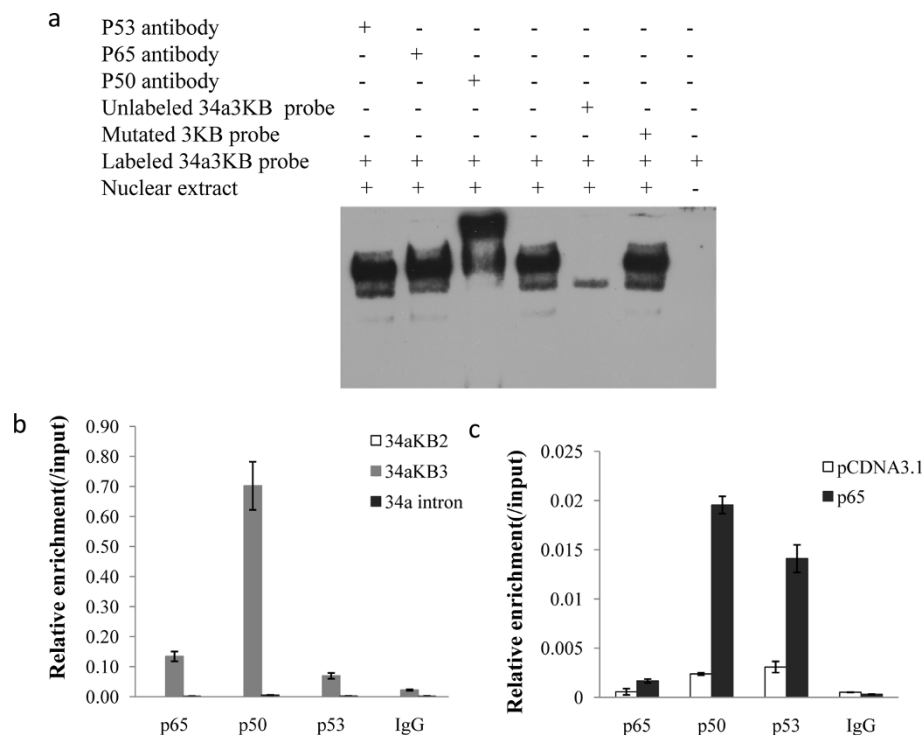 a
P53 antibody + - - - - - -
P65 antibody - + - - - - -
P50 antibody - - + - - - -
Unlabeled 34a3KB probe - - - - + - -
Mutated 3KB probe - - - - - + -
Labeled 34a3KB probe + + + + + + +
Nuclear extract + + + + + + -
b
Relative enrichment(/input)
0.90
0.80
0.70
0.60
0.50
0.40
0.30
0.20
0.10
0.00
34aKB2
34aKB3
34a intron
p65 p50 p53 IgG
c
Relative enrichment(/input)
0.025
0.02
0.015
0.01
0.005
0
pCDNA3.1
p65
p65 p50 p53 IgG